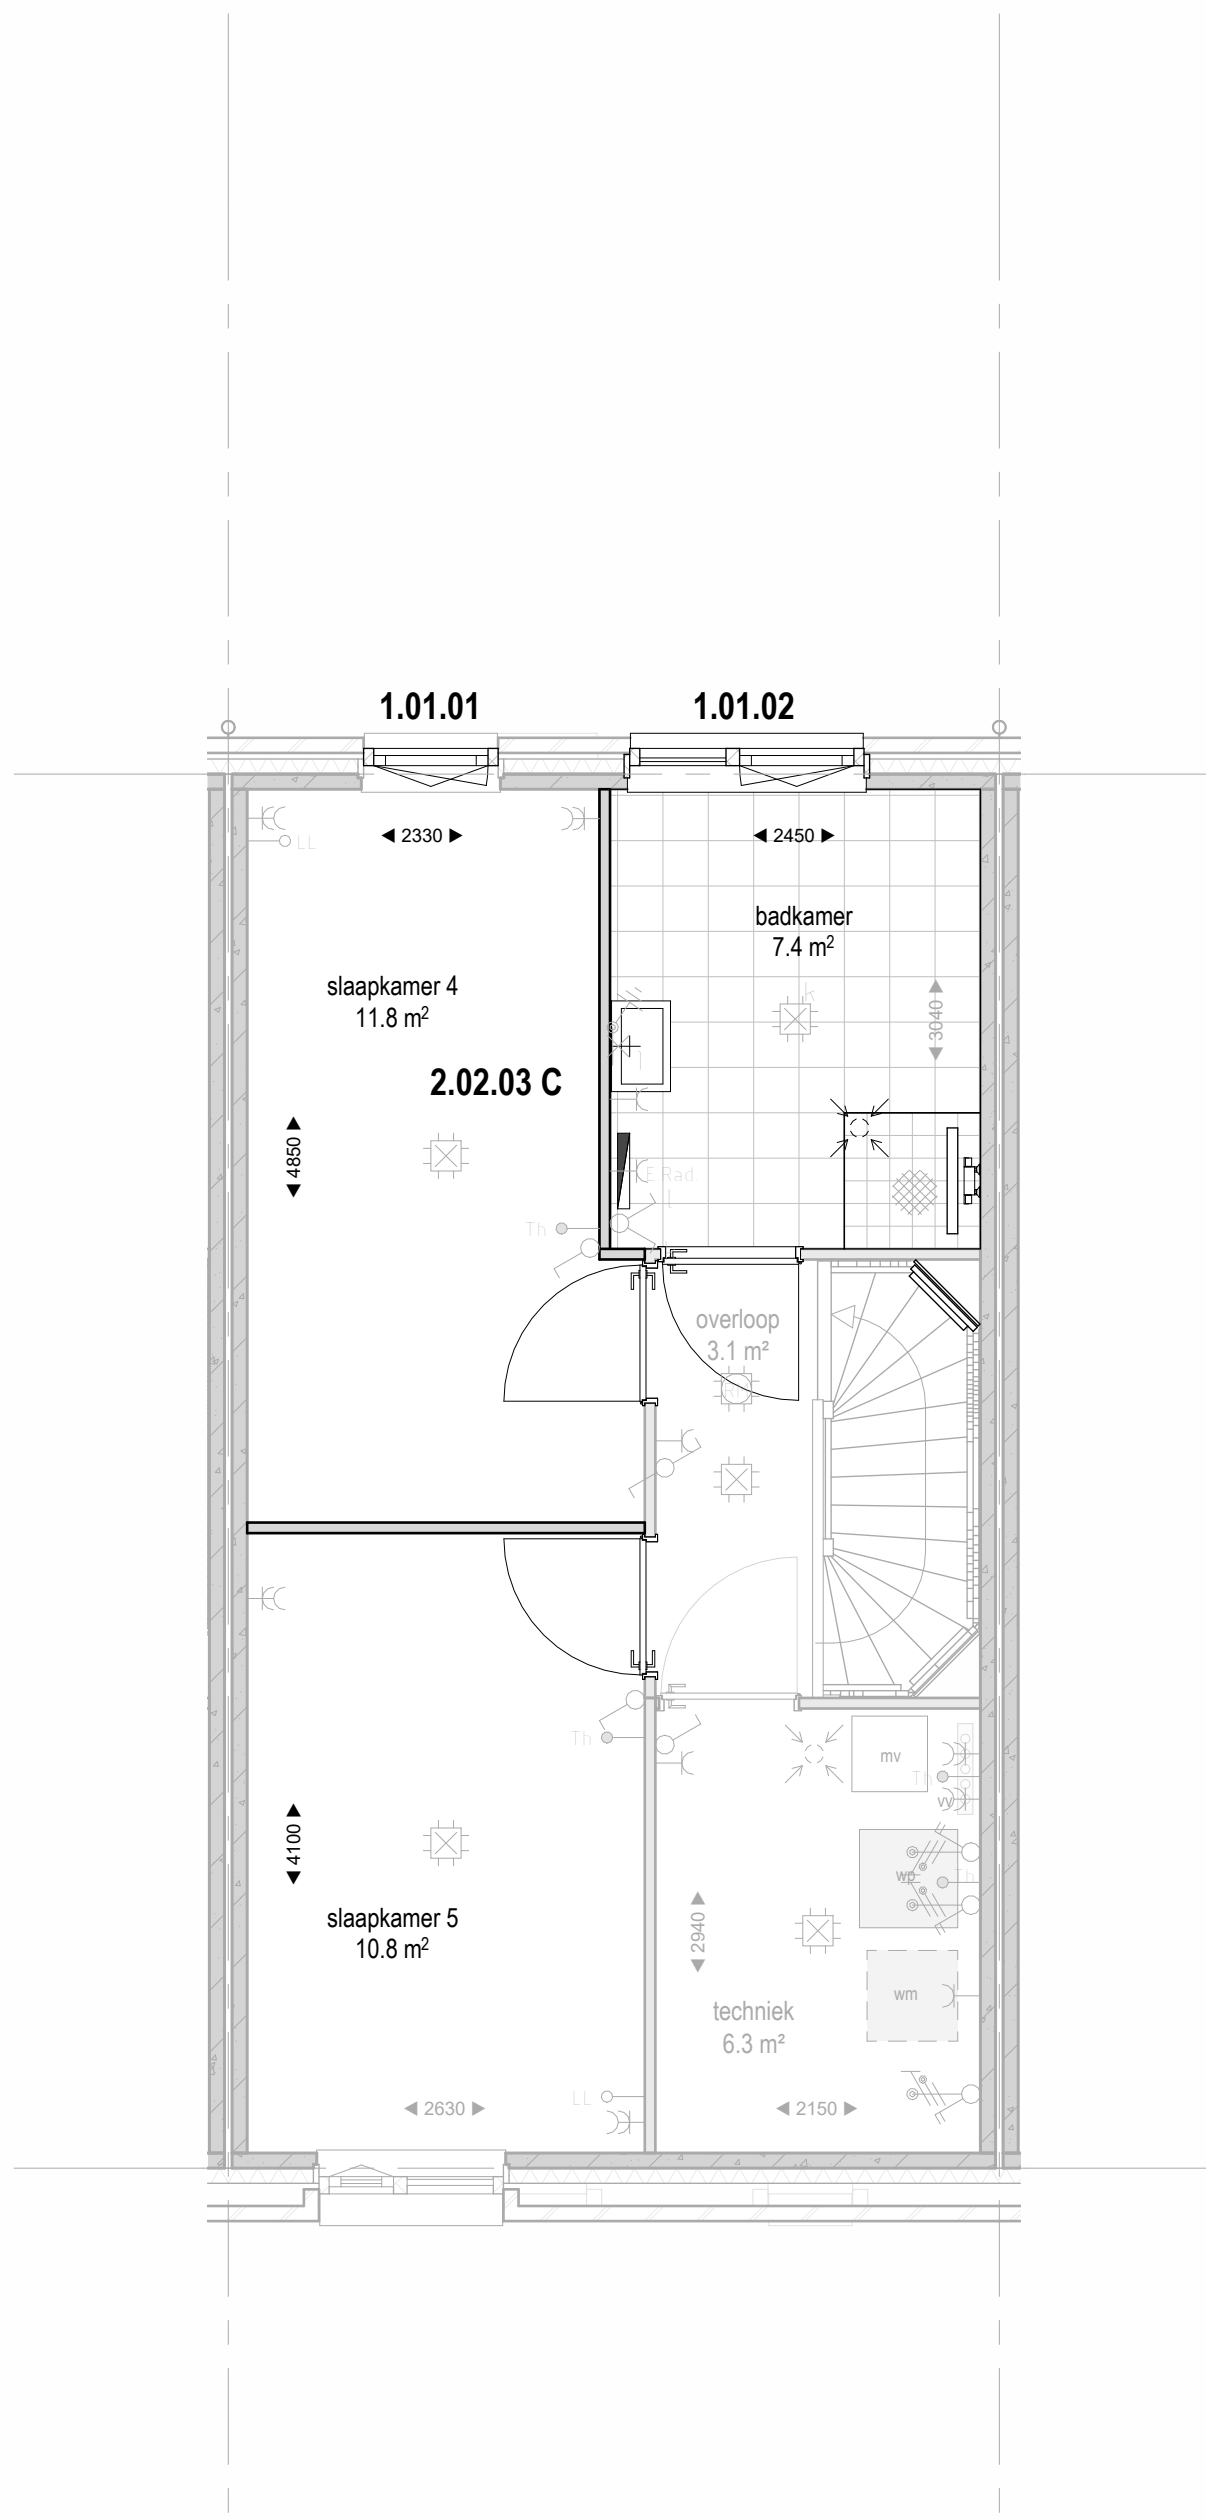 1.01.01
1.01.02
LL
2330
2450
badkamer
7.4 m²
slaapkamer 4
11.8 m²
3040
2.02.03 C
4850
E Rad.
Th
overloop
3.1 m²
Th
mv
Th
vv
4100
wp
Th
slaapkamer 5
10.8 m²
2940
wm
techniek
6.3 m²
LL
2630
2150